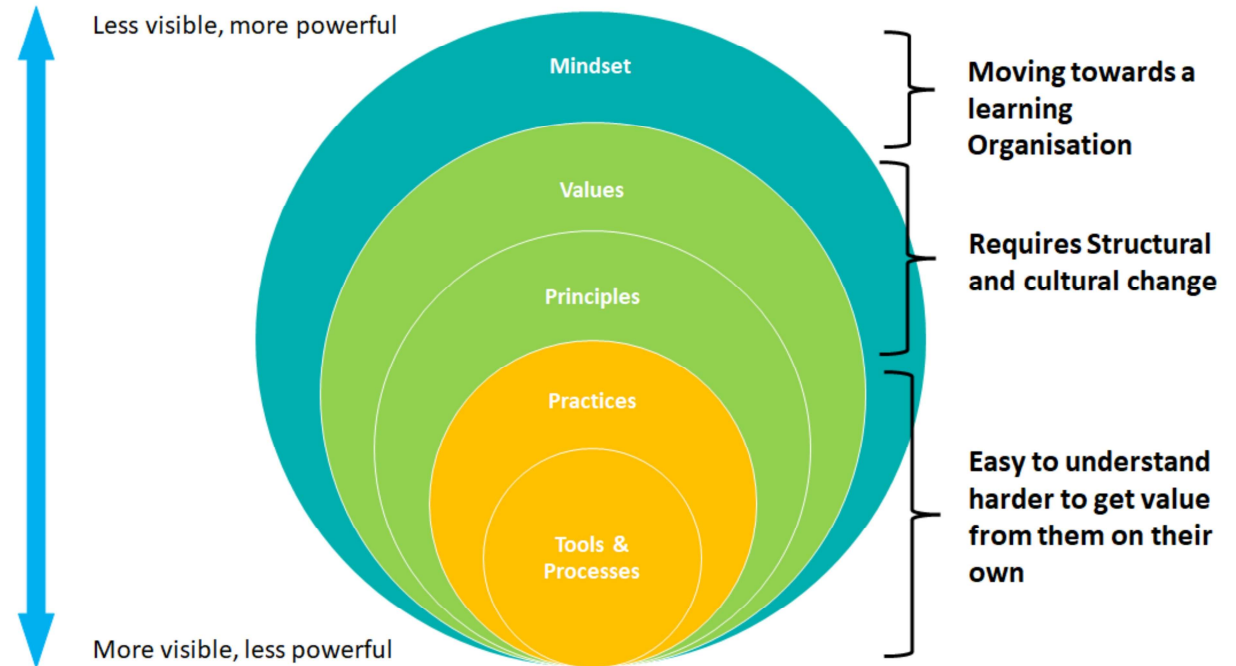 Less visible, more powerful
Mindset
Moving towards a
learning
Organisation
Values
Requires Structural
and cultural change
Principles
Practices
Easy to understand
harder to get value
from them on their
own
Tools &
Processes
More visible, less powerful